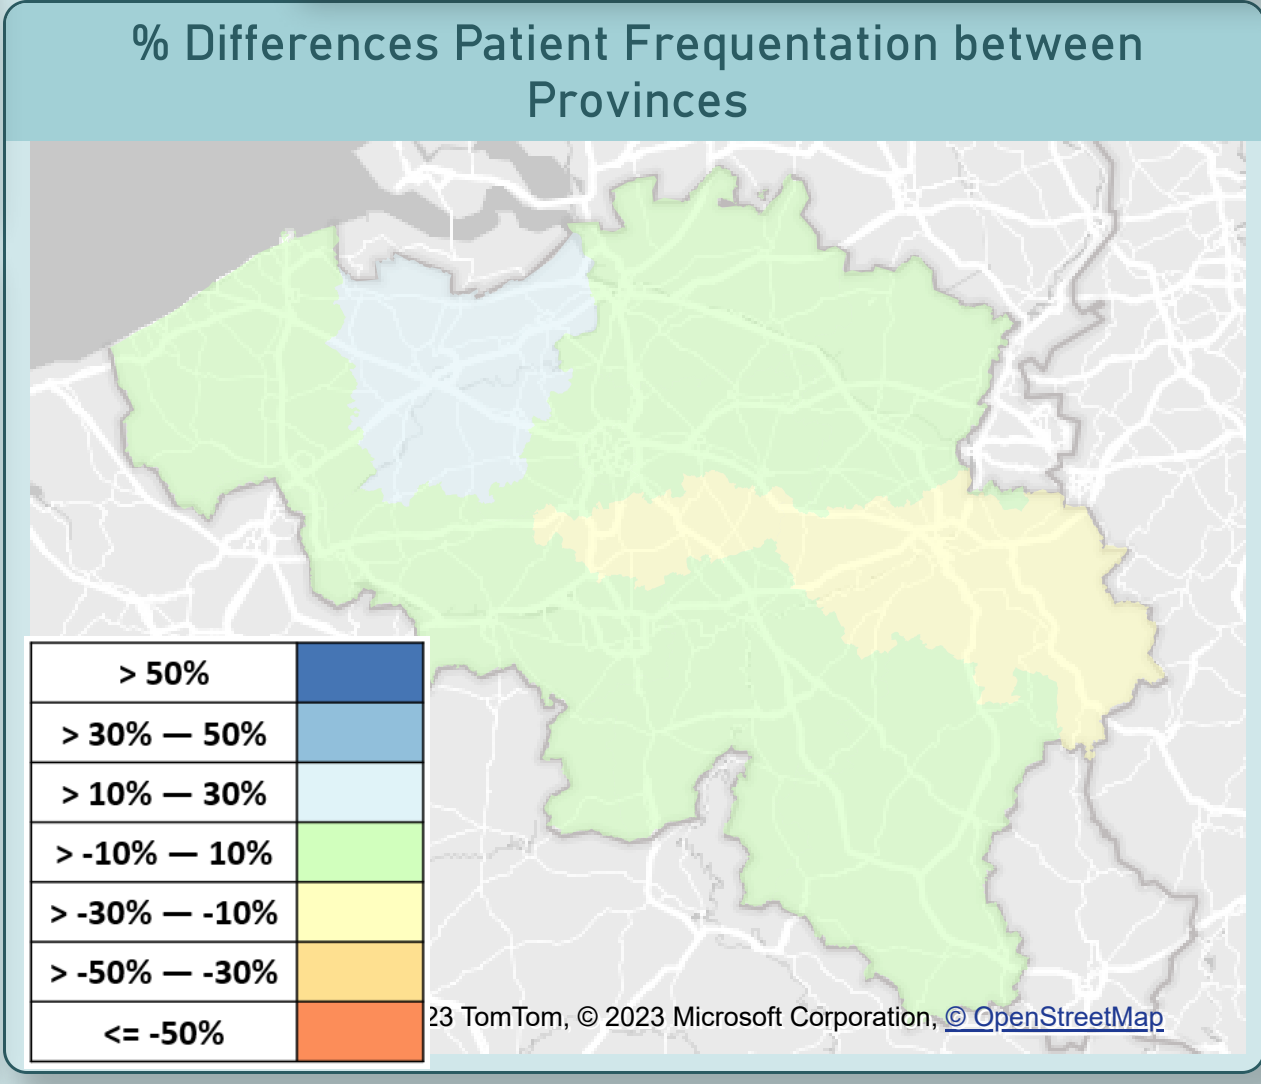 % Differences Patient Frequentation between
Provinces
> 50%
> 30% — 50%
> 10% — 30%
> -10% — 10%
> -30% — -10%
> -50% — -30%
<= -50%
23 TomTom, © 2023 Microsoft Corporation, © OpenStreetMap